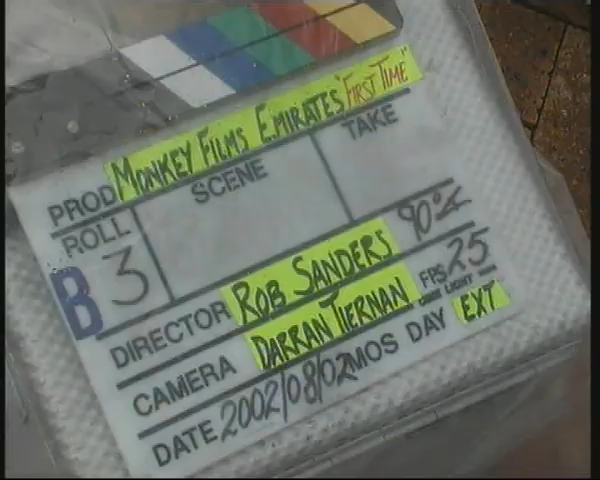 PROD MONKEY FILMS EMIRATES "FIRST TIME"
ROLL SCENE TAKE
B 3
DIRECTOR ROB SANDERS FPS 25
CAMERA DARRAN TIERNAN LIGHT
DATE 2002/08/02 MOS DAY EXT